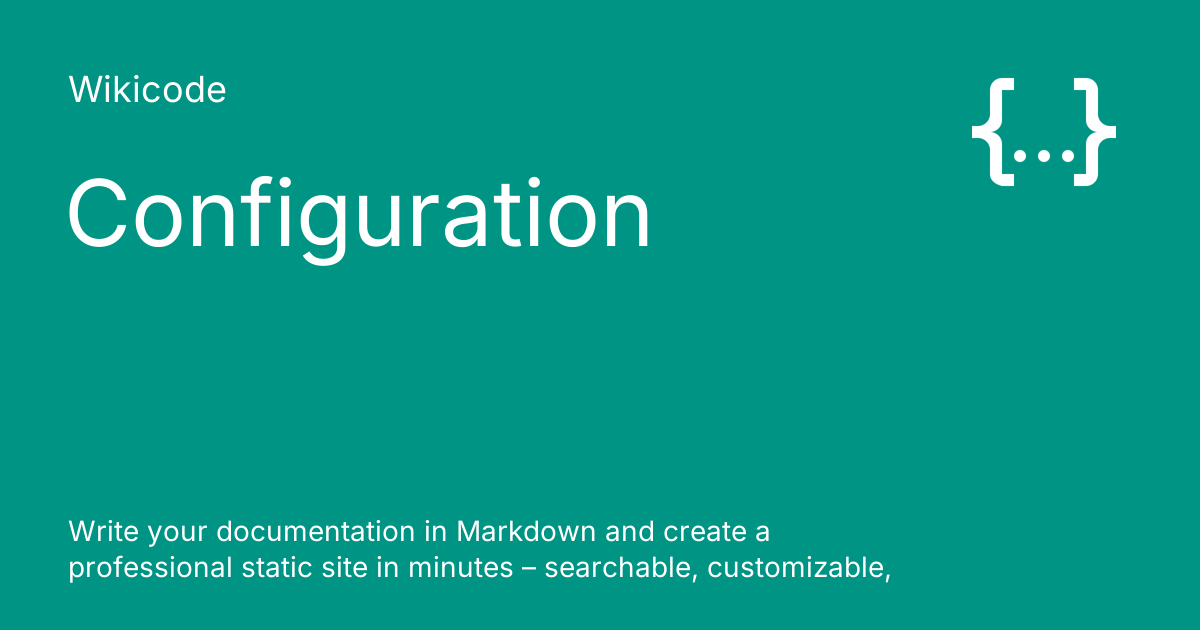 Wikicode
{...}
Configuration
Write your documentation in Markdown and create a
professional static site in minutes – searchable, customizable,